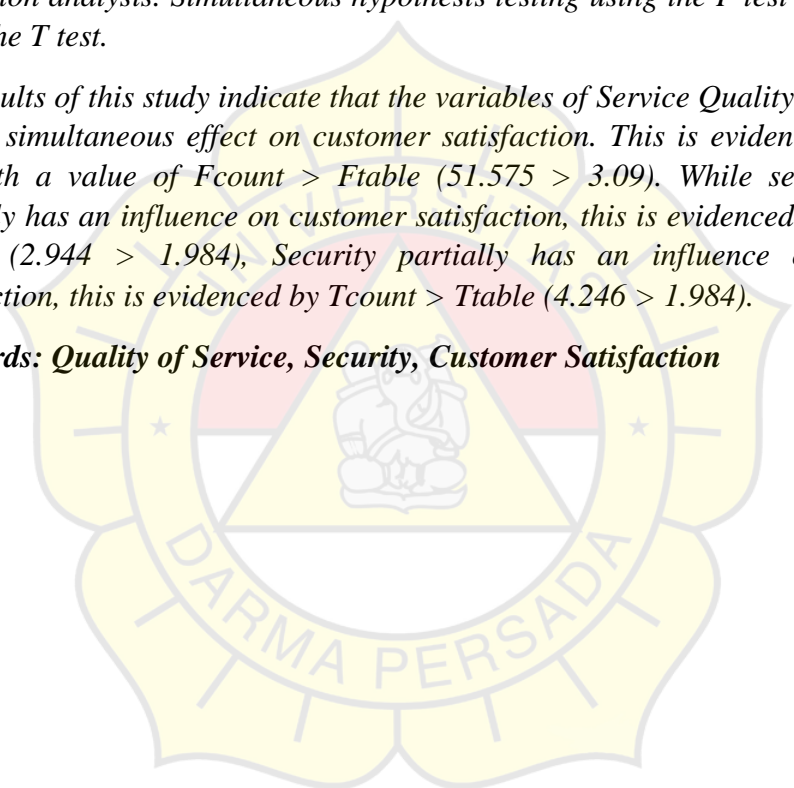 ion analysis. Simultaneous hypothesis testing using the F test
he T test.
ults of this study indicate that the variables of Service Quality
simultaneous effect on customer satisfaction. This is eviden
th a value of Fcount > Ftable (51.575 > 3.09). While se
ly has an influence on customer satisfaction, this is evidenced
(2.944 > 1.984), Security partially has an influence
ction, this is evidenced by Tcount > Ttable (4.246 > 1.984).
rds: Quality of Service, Security, Customer Satisfaction
UNIVERSITAS
DARMA PERSADA